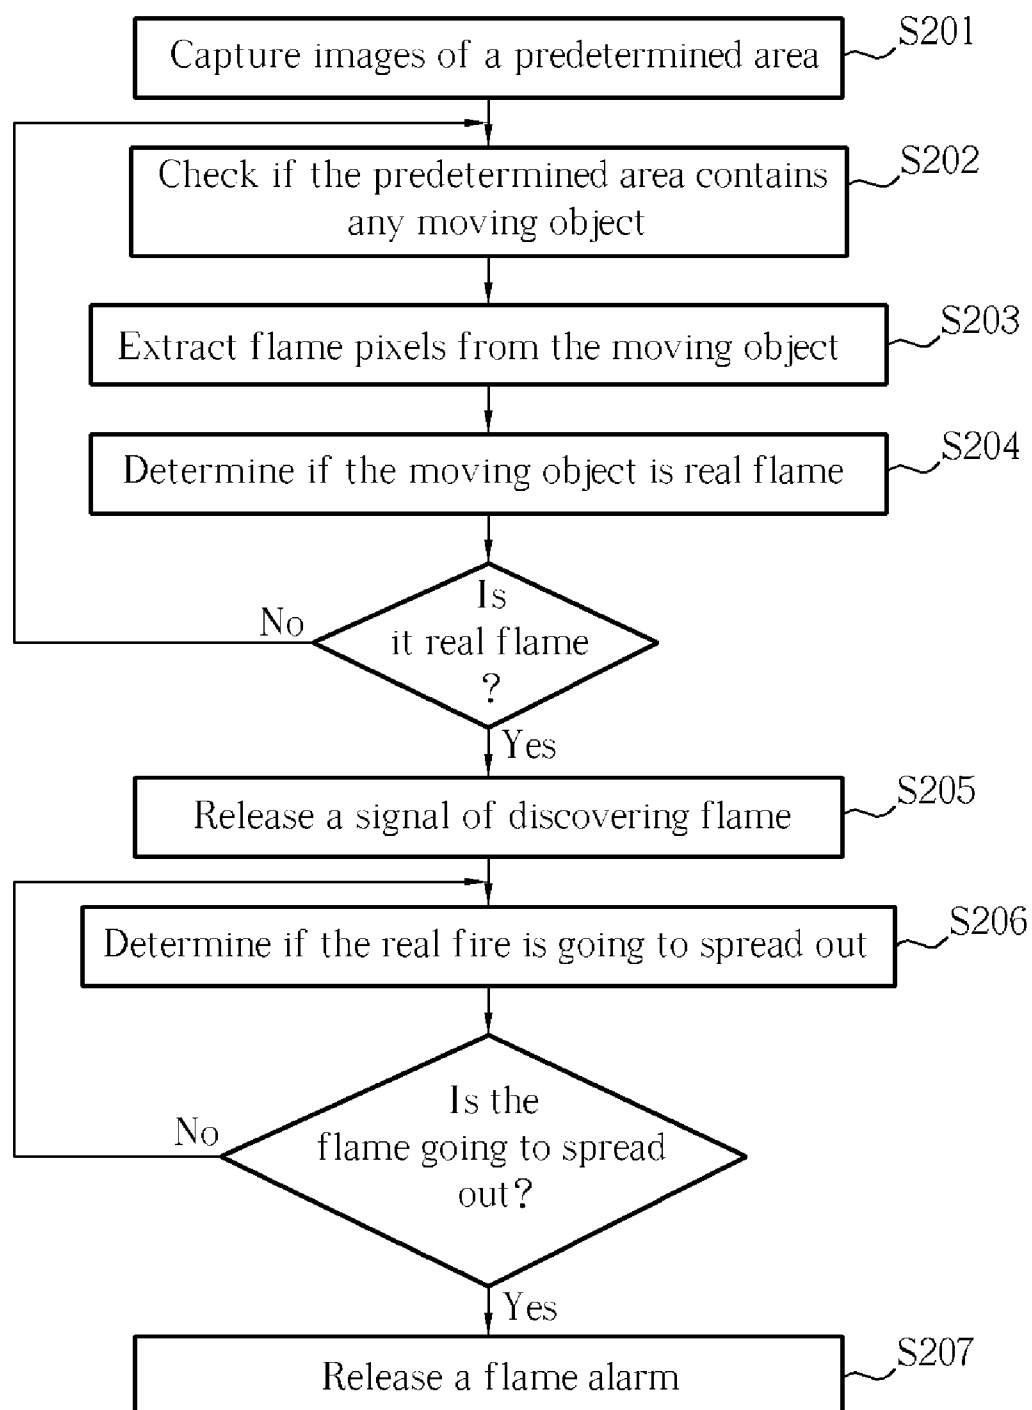 Capture images of a predetermined area
S201
Check if the predetermined area contains
any moving object
S202
Extract flame pixels from the moving object
S203
Determine if the moving object is real flame
S204
Is
it real flame
?
No
Yes
Release a signal of discovering flame
S205
Determine if the real fire is going to spread out
S206
Is the
flame going to spread
out?
No
Yes
Release a flame alarm
S207